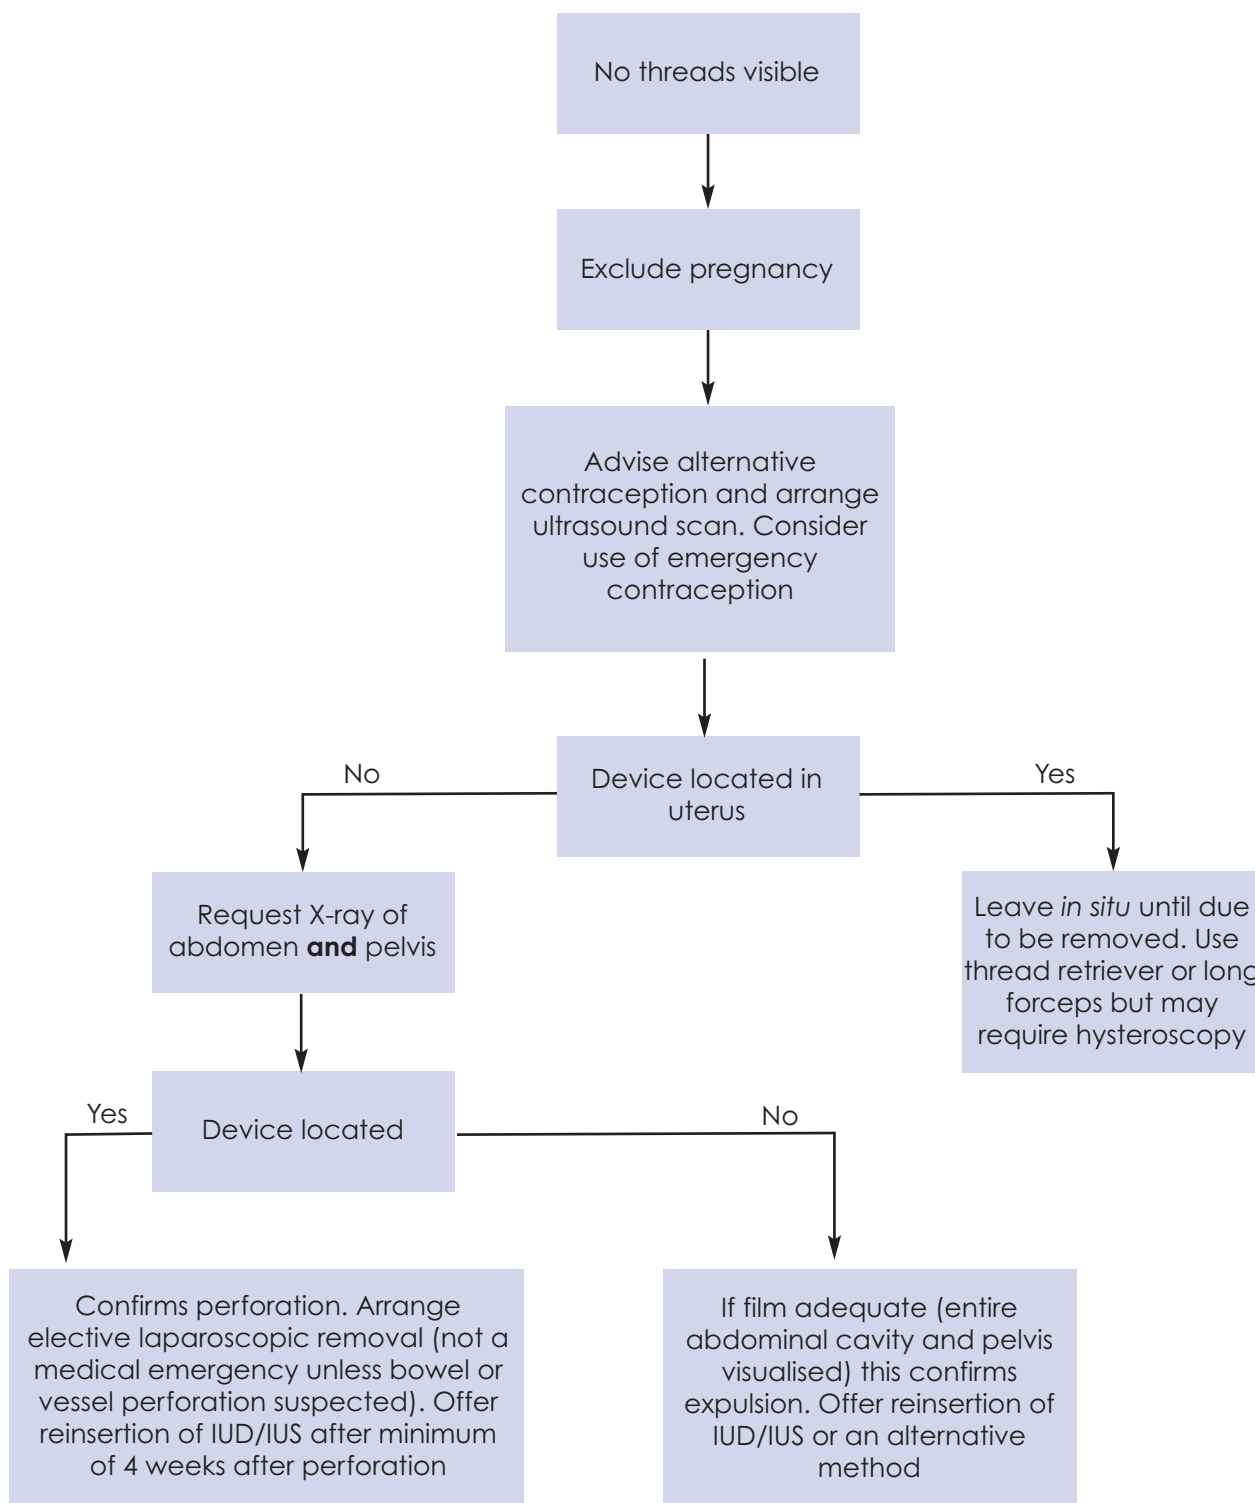 No threads visible
Exclude pregnancy
Advise alternative
contraception and arrange
ultrasound scan. Consider
use of emergency
contraception
No
Device located in
uterus
Yes
Request X-ray of
abdomen and pelvis
Leave in situ until due
to be removed. Use
thread retriever or long
forceps but may
require hysteroscopy
Yes
Device located
No
Confirms perforation. Arrange
elective laparoscopic removal (not a
medical emergency unless bowel or
vessel perforation suspected). Offer
reinsertion of IUD/IUS after minimum
of 4 weeks after perforation
If film adequate (entire
abdominal cavity and pelvis
visualised) this confirms
expulsion. Offer reinsertion of
IUD/IUS or an alternative
method